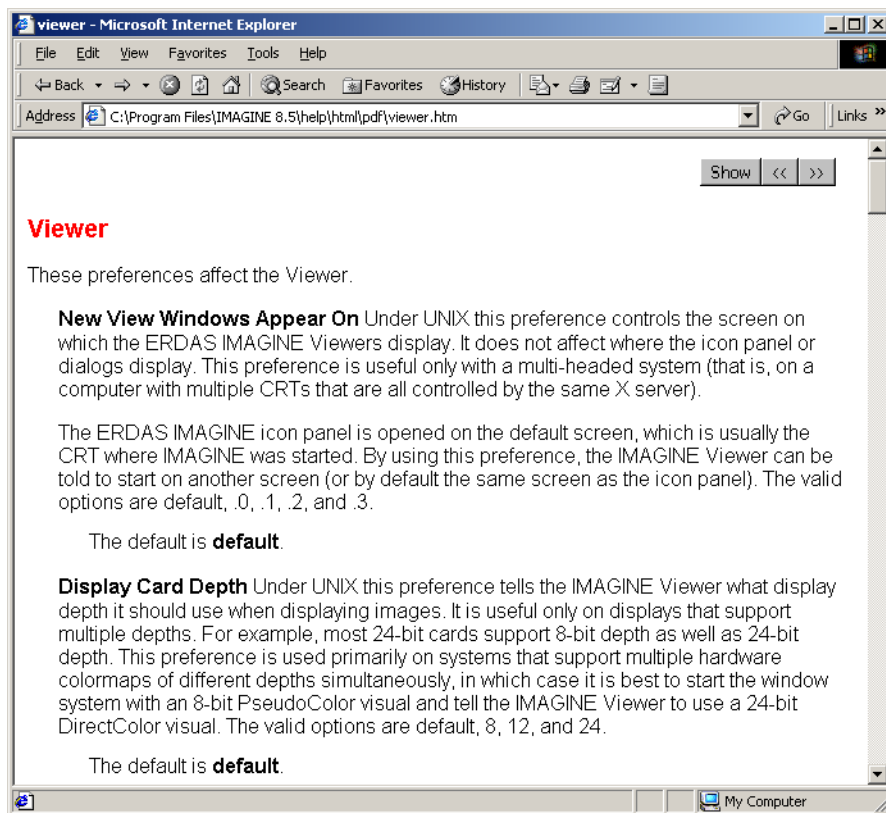 viewer - Microsoft Internet Explorer
File Edit View Favorites Tools Help
Back Search Favorites History
Address C:\Program Files\IMAGINE 8.5\help\html\pdf\viewer.htm Go Links »
Show << >>
Viewer
These preferences affect the Viewer.
New View Windows Appear On Under UNIX this preference controls the screen on
which the ERDAS IMAGINE Viewers display. It does not affect where the icon panel or
dialogs display. This preference is useful only with a multi-headed system (that is, on a
computer with multiple CRTs that are all controlled by the same X server).
The ERDAS IMAGINE icon panel is opened on the default screen, which is usually the
CRT where IMAGINE was started. By using this preference, the IMAGINE Viewer can be
told to start on another screen (or by default the same screen as the icon panel). The valid
options are default, .0, .1, .2, and .3.
The default is default.
Display Card Depth Under UNIX this preference tells the IMAGINE Viewer what display
depth it should use when displaying images. It is useful only on displays that support
multiple depths. For example, most 24-bit cards support 8-bit depth as well as 24-bit
depth. This preference is used primarily on systems that support multiple hardware
colormaps of different depths simultaneously, in which case it is best to start the window
system with an 8-bit PseudoColor visual and tell the IMAGINE Viewer to use a 24-bit
DirectColor visual. The valid options are default, 8, 12, and 24.
The default is default.
My Computer